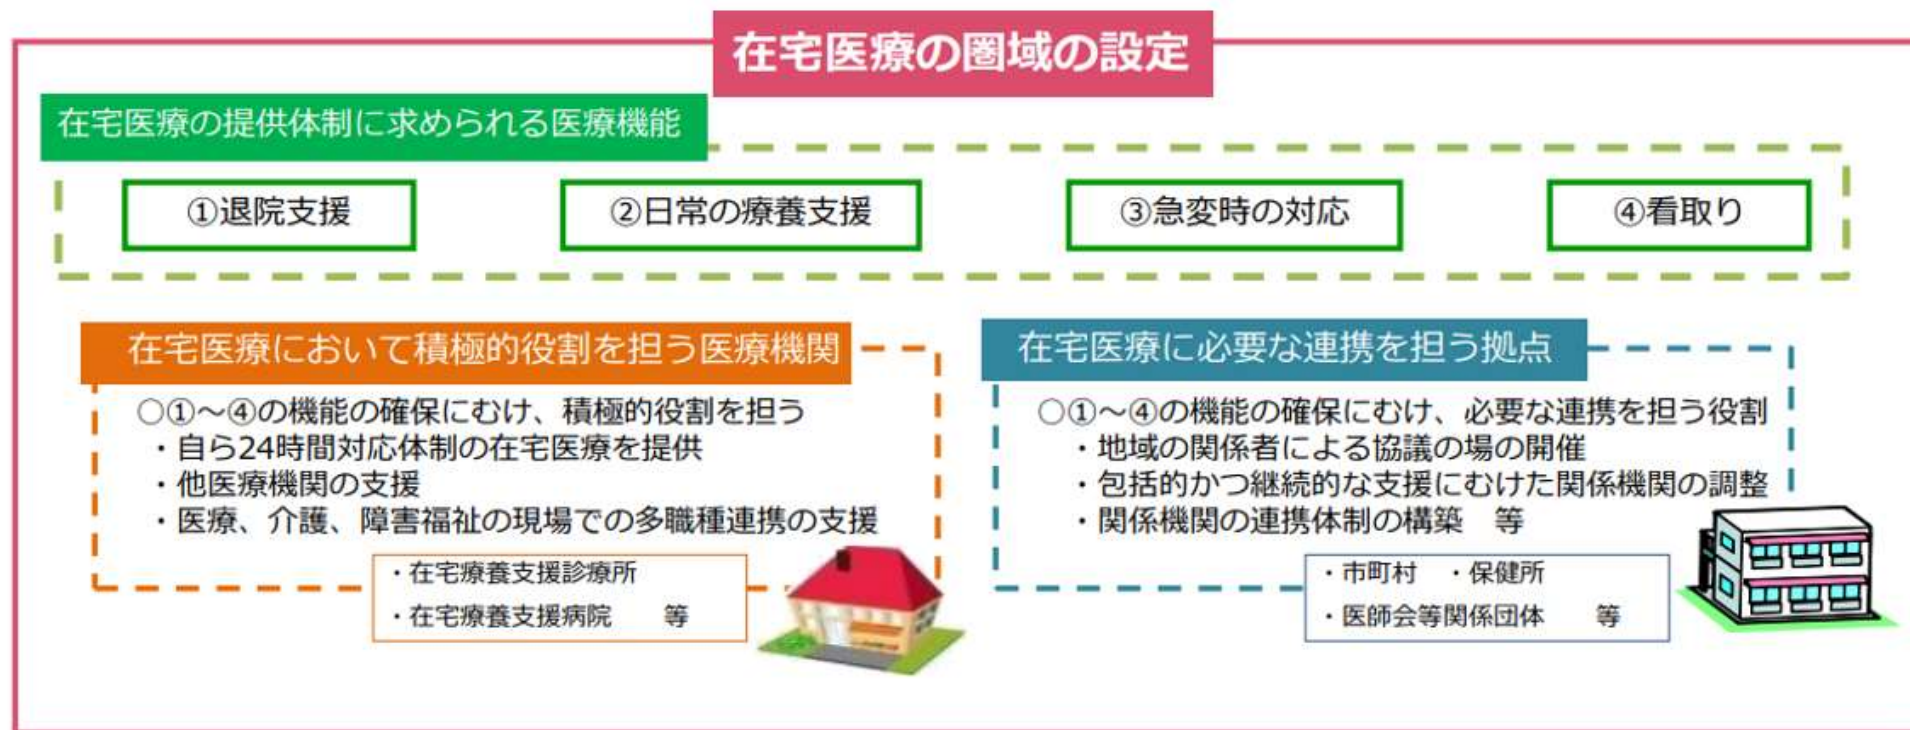 在宅医療の圏域の設定
在宅医療の提供体制に求められる医療機能
①退院支援
②日常の療養支援
③急変時の対応
④看取り
在宅医療において積極的役割を担う医療機関
○①～④の機能の確保にむけ、積極的役割を担う
・自ら24時間対応体制の在宅医療を提供
・他医療機関の支援
・医療、介護、障害福祉の現場での多職種連携の支援
・在宅療養支援診療所
・在宅療養支援病院　　等
在宅医療に必要な連携を担う拠点
○①～④の機能の確保にむけ、必要な連携を担う役割
・地域の関係者による協議の場の開催
・包括的かつ継続的な支援にむけた関係機関の調整
・関係機関の連携体制の構築　等
・市町村　・保健所
・医師会等関係団体　　等